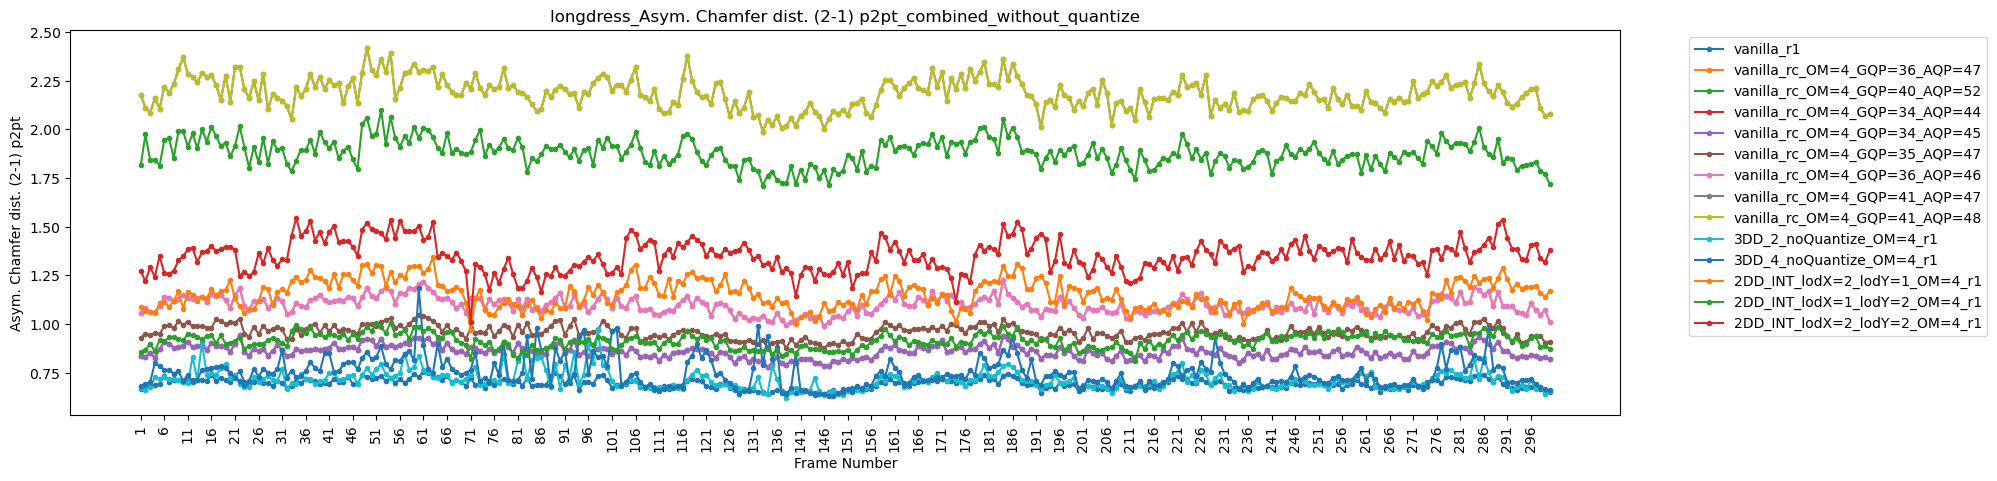 longdress_Asym. Chamfer dist. (2-1) p2pt_combined_without_quantize
Asym. Chamfer dist. (2-1) p2pt
2.50
2.25
2.00
1.75
1.50
1.25
1.00
0.75
1 6 11 16 21 26 31 36 41 46 51 56 61 66 71 76 81 86 91 96 101 106 111 116 121 126 131 136 141 146 151 156 161 166 171 176 181 186 191 196 201 206 211 216 221 226 231 236 241 246 251 256 261 266 271 276 281 286 291 296
Frame Number
vanilla_r1
vanilla_rc_OM=4_GQP=36_AQP=47
vanilla_rc_OM=4_GQP=40_AQP=52
vanilla_rc_OM=4_GQP=34_AQP=44
vanilla_rc_OM=4_GQP=34_AQP=45
vanilla_rc_OM=4_GQP=35_AQP=47
vanilla_rc_OM=4_GQP=36_AQP=46
vanilla_rc_OM=4_GQP=41_AQP=47
vanilla_rc_OM=4_GQP=41_AQP=48
3DD_2_noQuantize_OM=4_r1
3DD_4_noQuantize_OM=4_r1
2DD_INT_lodX=2_lodY=1_OM=4_r1
2DD_INT_lodX=1_lodY=2_OM=4_r1
2DD_INT_lodX=2_lodY=2_OM=4_r1